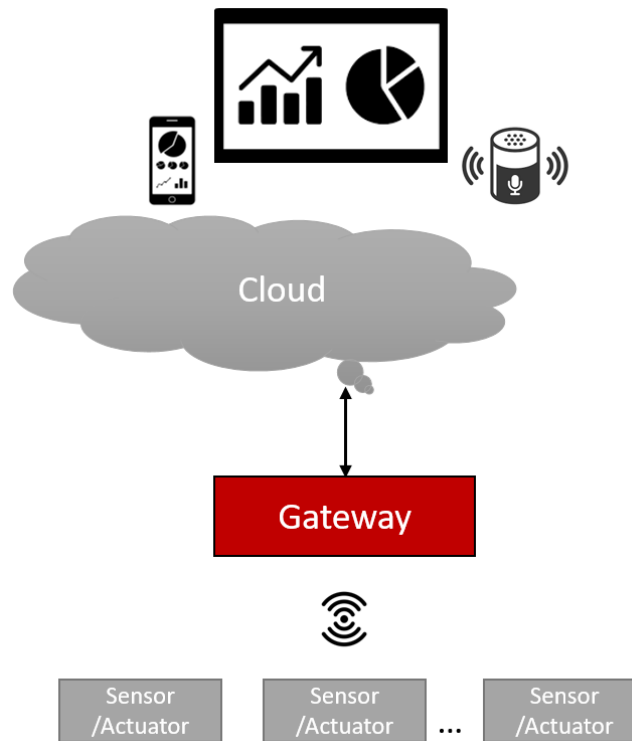 Cloud
Gateway
Sensor
/Actuator
Sensor
/Actuator
...
Sensor
/Actuator